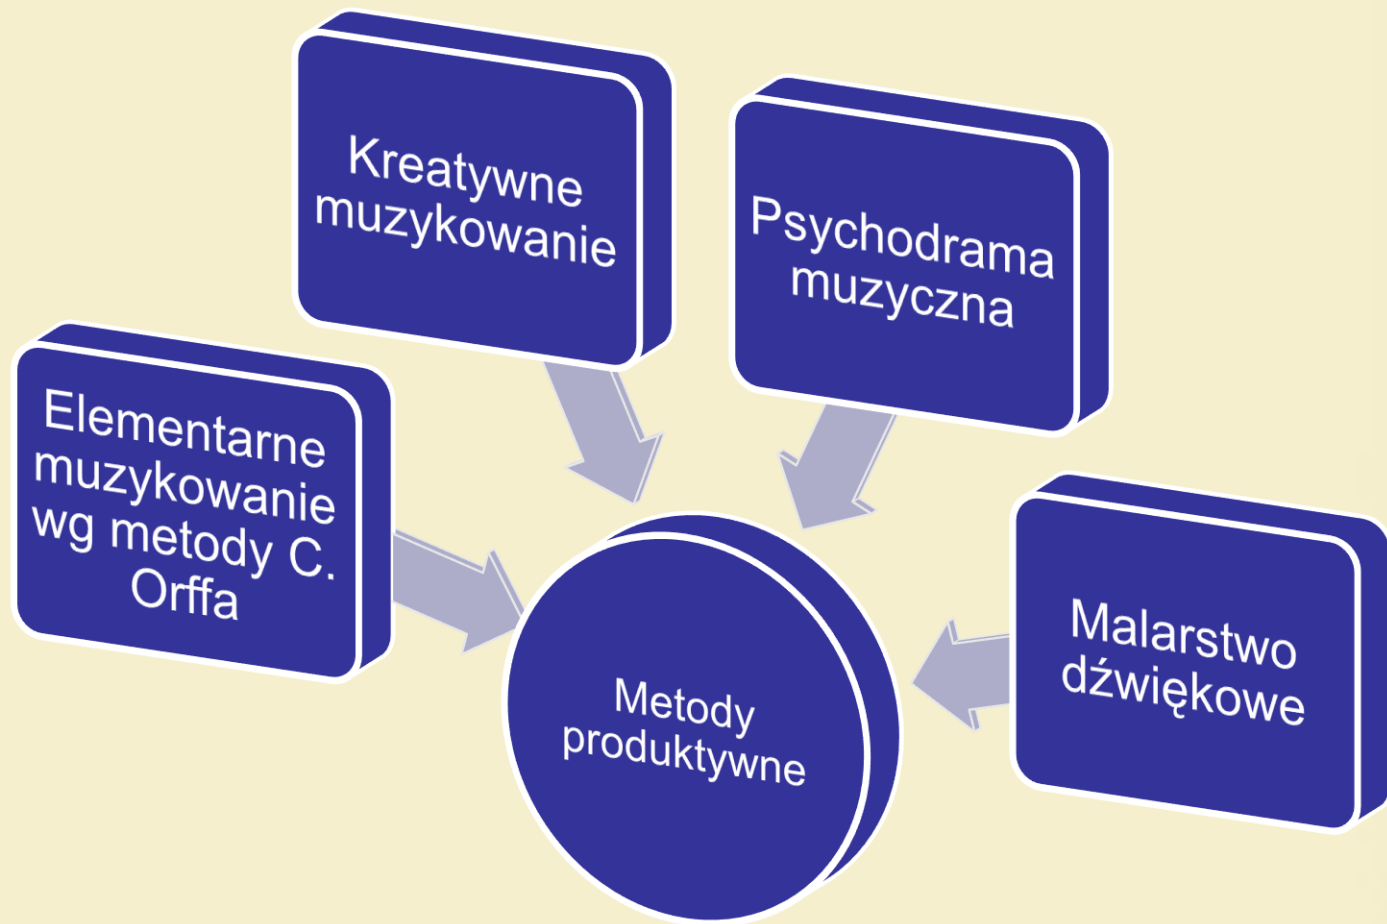 Kreatywne
muzykowanie
Psychodrama
muzyczna
Elementarne
muzykowanie
wg metody C.
Orffa
Malarstwo
dźwiękowe
Metody
produktywne